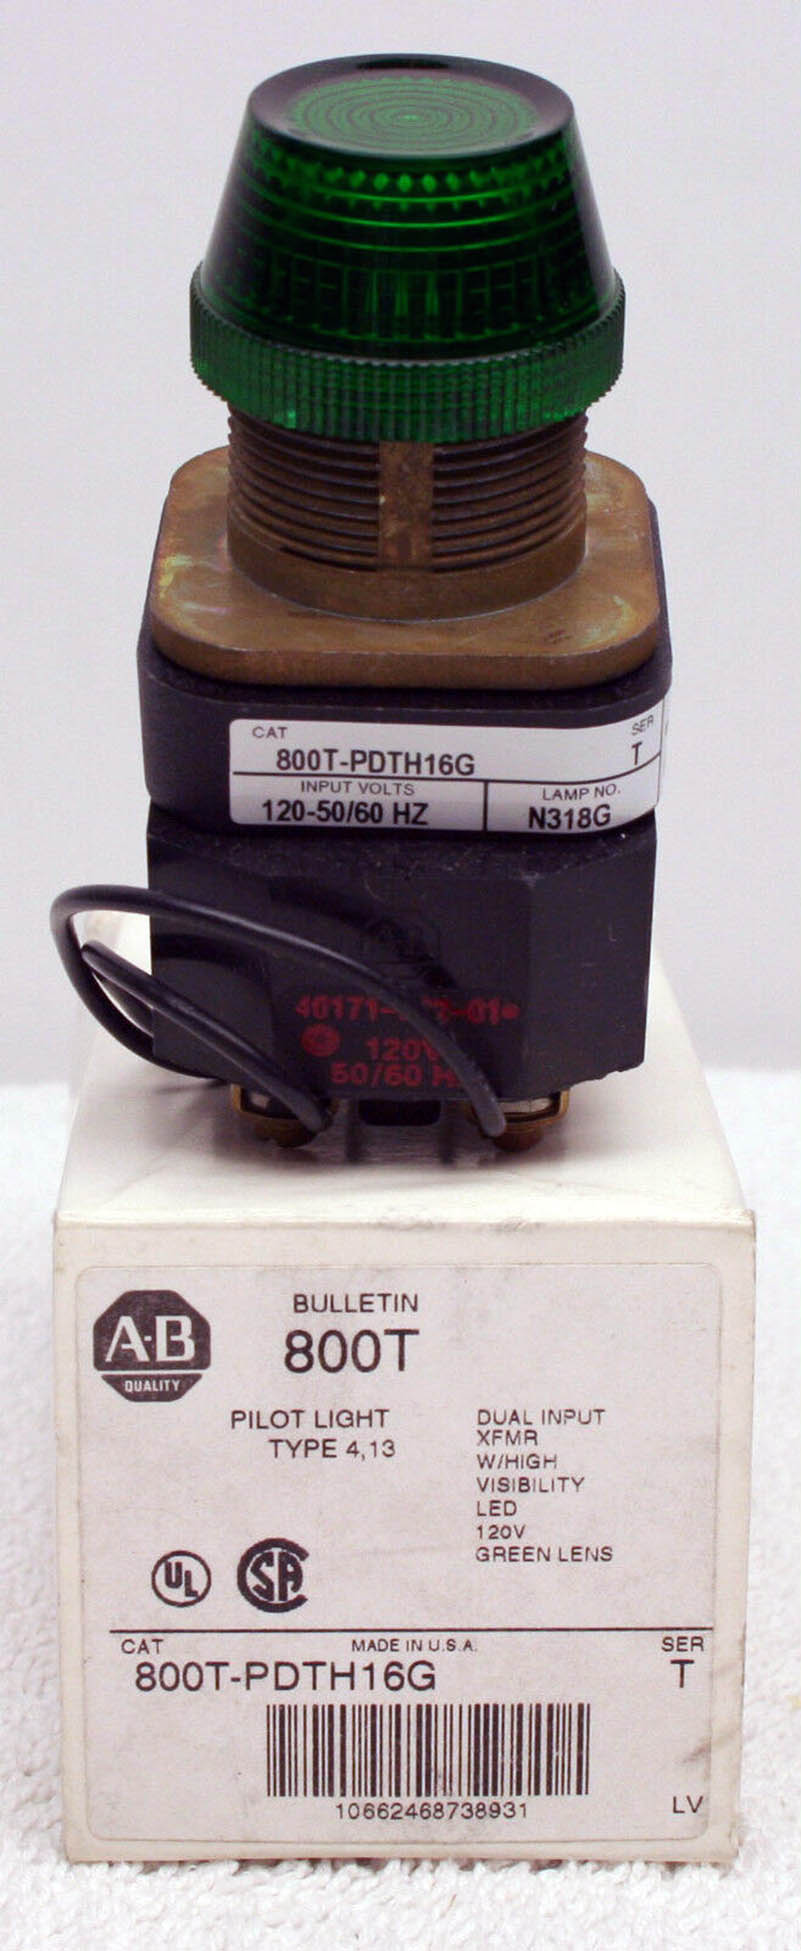 CAT
SER
800T-PDTH16G
T
INPUT VOLTS
LAMP NO.
120-50/60 HZ
N318G
A-B
120V
50/60 HZ
A-B
QUALITY
BULLETIN
800T
PILOT LIGHT
TYPE 4,13
DUAL INPUT
XFMR
W/HIGH
VISIBILITY
LED
120V
GREEN LENS
UL
CSA
CAT
MADE IN U.S.A.
SER
800T-PDTH16G
T
10662468738931
LV